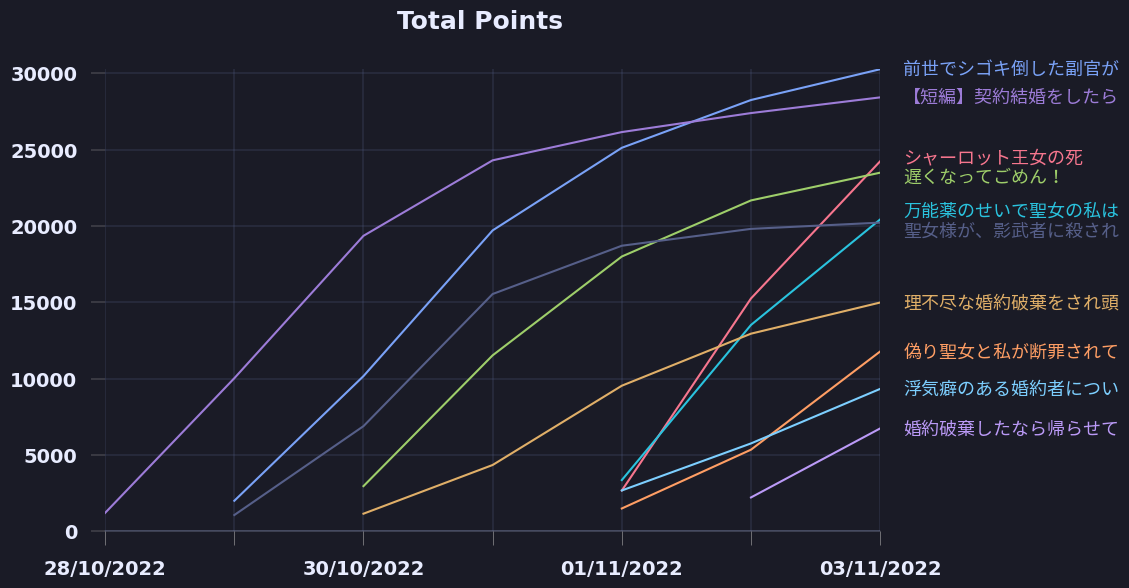 Total Points
30000
25000
20000
15000
10000
5000
0
28/10/2022
30/10/2022
01/11/2022
03/11/2022
前世でシゴキ倒した副官が
【短編】契約結婚をしたら
シャーロット王女の死
遅くなってごめん！
万能薬のせいで聖女の私は
聖女様が、影武者に殺され
理不尽な婚約破棄をされ頭
偽り聖女と私が断罪されて
浮気癖のある婚約者につい
婚約破棄したなら帰らせて